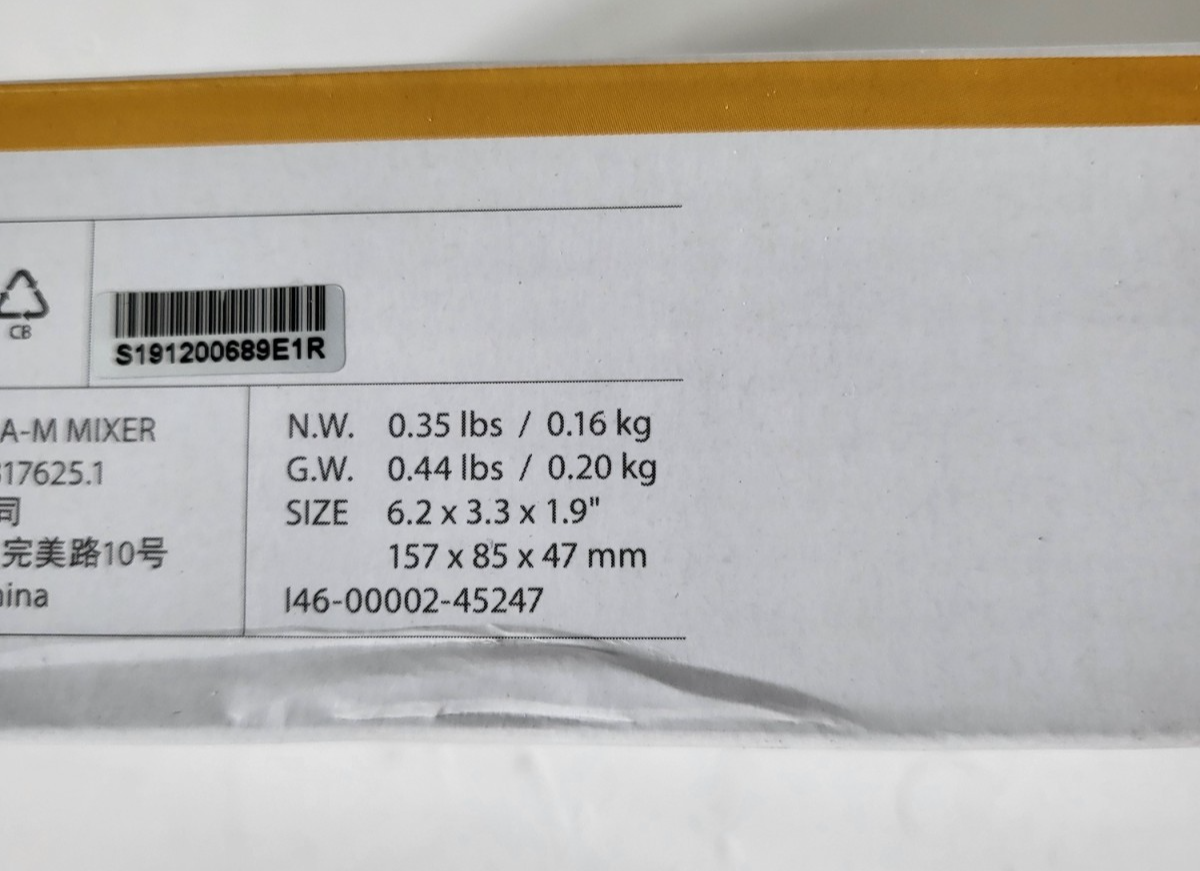 CB
S191200689E1R
A-M MIXER
317625.1
司
完美路10号
ina
N.W. 0.35 lbs / 0.16 kg
G.W. 0.44 lbs / 0.20 kg
SIZE 6.2 x 3.3 x 1.9"
157 x 85 x 47 mm
I46-00002-45247